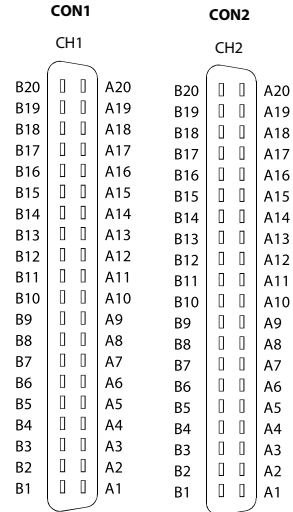 CON1
CH1
B20 A20
B19 A19
B18 A18
B17 A17
B16 A16
B15 A15
B14 A14
B13 A13
B12 A12
B11 A11
B10 A10
B9 A9
B8 A8
B7 A7
B6 A6
B5 A5
B4 A4
B3 A3
B2 A2
B1 A1
CON2
CH2
B20 A20
B19 A19
B18 A18
B17 A17
B16 A16
B15 A15
B14 A14
B13 A13
B12 A12
B11 A11
B10 A10
B9 A9
B8 A8
B7 A7
B6 A6
B5 A5
B4 A4
B3 A3
B2 A2
B1 A1